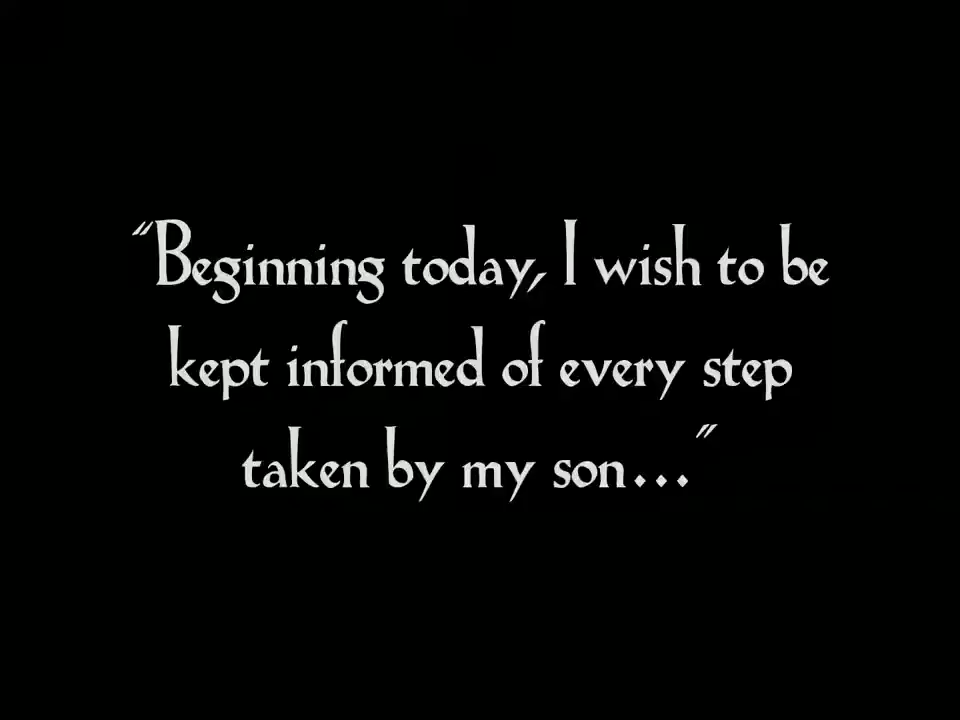 "Beginning today, I wish to be
kept informed of every step
taken by my son..."